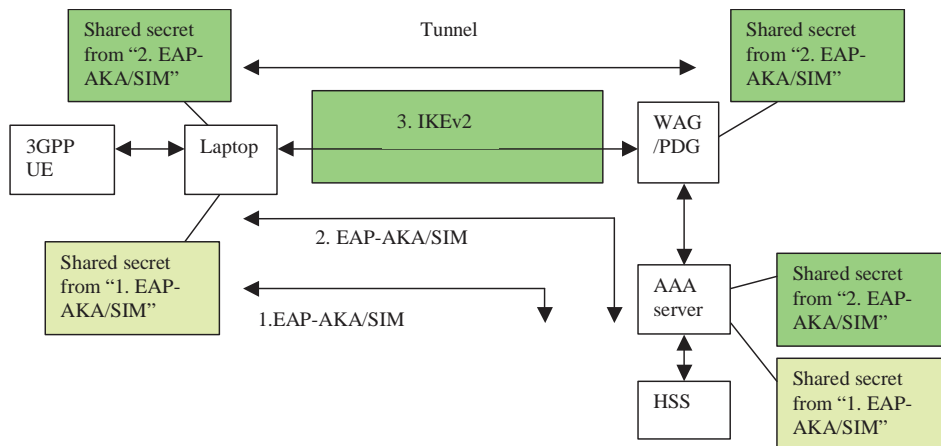 Shared secret
from “2. EAP-
AKA/SIM”
Tunnel
Shared secret
from “2. EAP-
AKA/SIM”
3GPP
UE
Laptop
3. IKEv2
WAG
/PDG
2. EAP-AKA/SIM
Shared secret
from “1. EAP-
AKA/SIM”
1.EAP-AKA/SIM
AAA
server
Shared secret
from “2. EAP-
AKA/SIM”
HSS
Shared secret
from “1. EAP-
AKA/SIM”